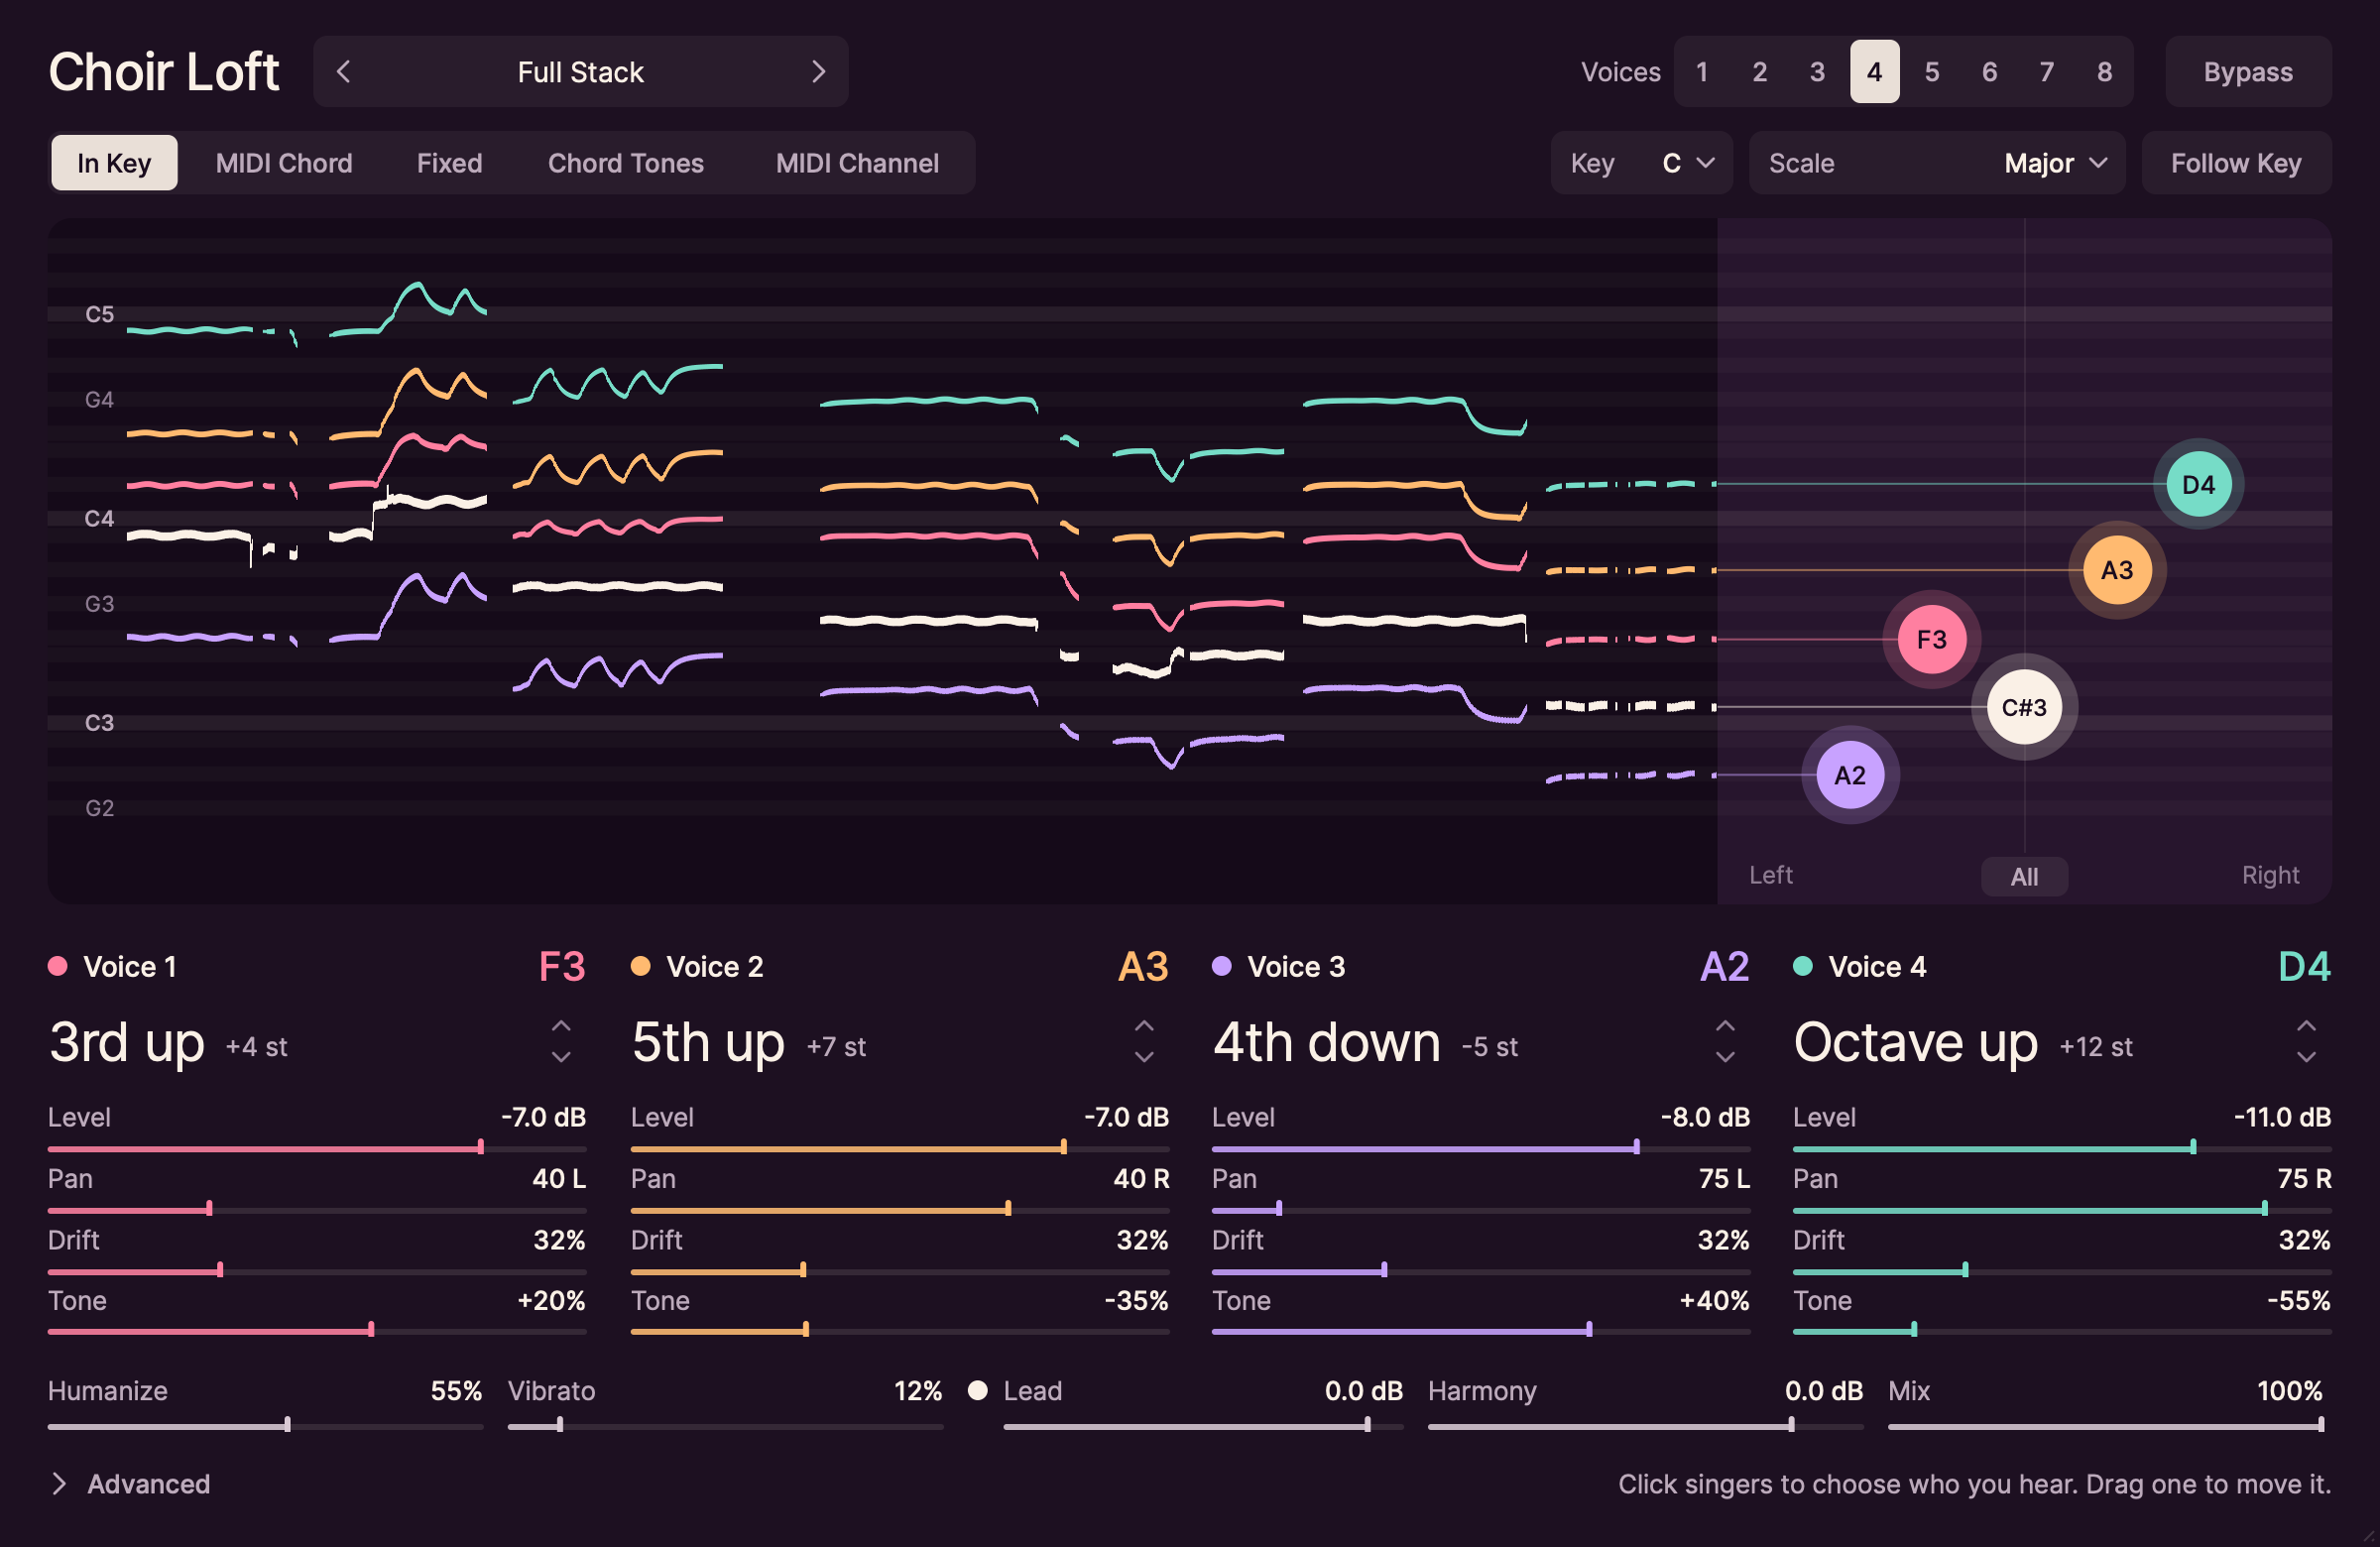 Choir Loft
Full Stack
Voices 1 2 3 4 5 6 7 8
Bypass
In Key
MIDI Chord
Fixed
Chord Tones
MIDI Channel
Key C
Scale Major
Follow Key
C5
G4
C4
G3
C3
G2
D4
A3
F3
C#3
A2
Left
All
Right
Voice 1 F3
3rd up +4 st
Level -7.0 dB
Pan 40 L
Drift 32%
Tone +20%
Voice 2 A3
5th up +7 st
Level -7.0 dB
Pan 40 R
Drift 32%
Tone -35%
Voice 3 A2
4th down -5 st
Level -8.0 dB
Pan 75 L
Drift 32%
Tone +40%
Voice 4 D4
Octave up +12 st
Level -11.0 dB
Pan 75 R
Drift 32%
Tone -55%
Humanize 55%
Vibrato 12%
Lead 0.0 dB
Harmony 0.0 dB
Mix 100%
Advanced
Click singers to choose who you hear. Drag one to move it.